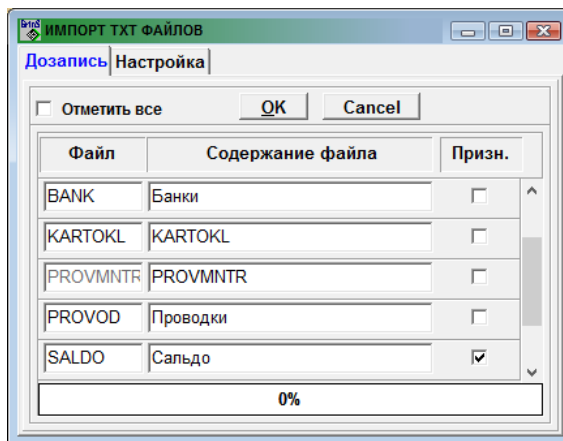 ИМПОРТ TXT ФАЙЛОВ
Дозапись Настройка
Отметить все OK Cancel
Файл Содержание файла Призн.
BANK Банки
KARTOKL KARTOKL
PROVMNTR PROVMNTR
PROVOD Проводки
SALDO Сальдо
0%